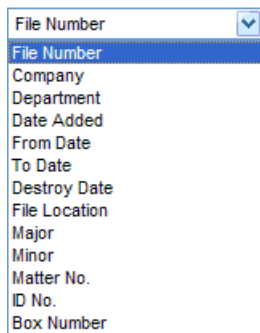 File Number
File Number
Company
Department
Date Added
From Date
To Date
Destroy Date
File Location
Major
Minor
Matter No.
ID No.
Box Number